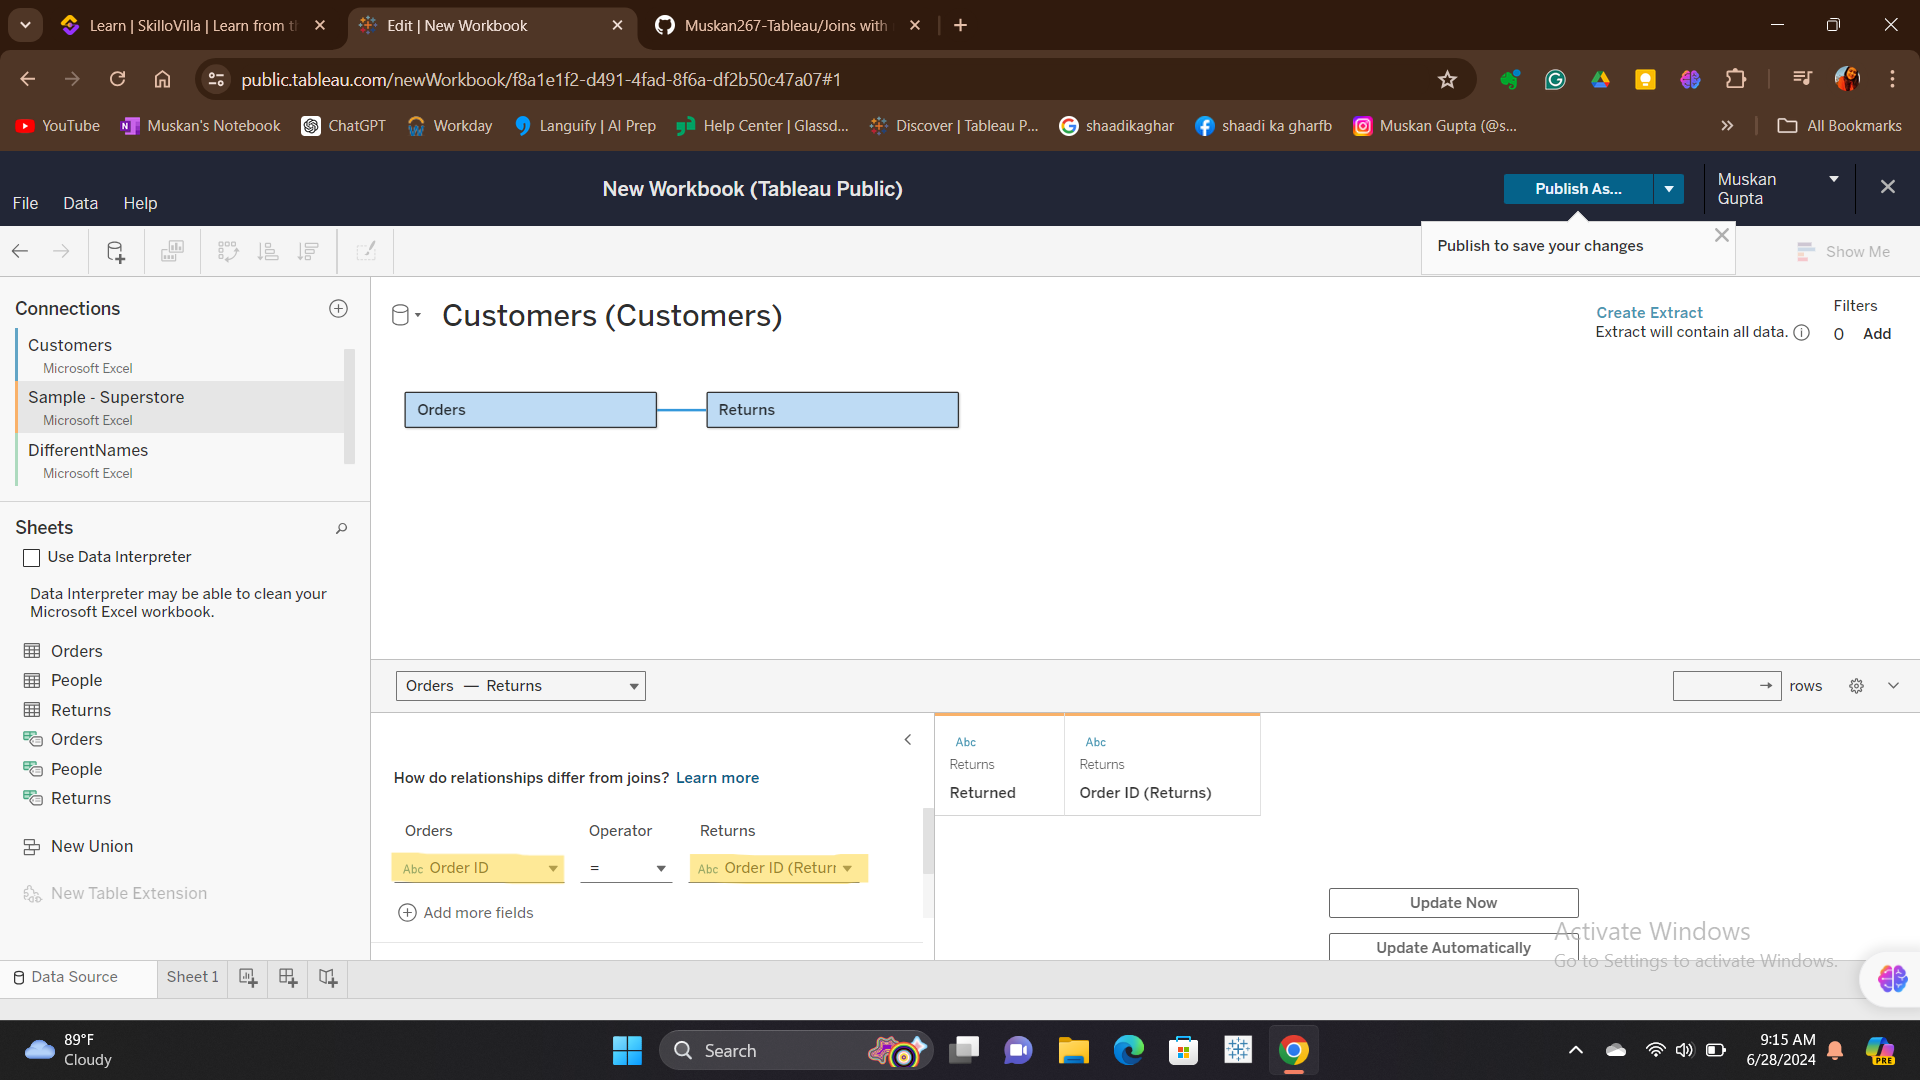 Learn | SkilloVilla | Learn from th
Edit | New Workbook
Muskan267-Tableau/Joins with
public.tableau.com/newWorkbook/f8a1e1f2-d491-4fad-8f6a-df2b50c47a07#1
YouTube
Muskan's Notebook
ChatGPT
Workday
Languify | AI Prep
Help Center | Glassd...
Discover | Tableau P...
shaadikaghar
shaadi ka gharfb
Muskan Gupta (@s...
All Bookmarks
New Workbook (Tableau Public)
File
Data
Help
Publish As...
Muskan
Gupta
Publish to save your changes
Show Me
Connections
Customers
Microsoft Excel
Sample - Superstore
Microsoft Excel
DifferentNames
Microsoft Excel
Customers (Customers)
Create Extract
Extract will contain all data.
Filters
0 Add
Orders
Returns
Sheets
Use Data Interpreter
Data Interpreter may be able to clean your
Microsoft Excel workbook.
Orders
People
Returns
Orders
People
Returns
New Union
New Table Extension
Orders — Returns
rows
How do relationships differ from joins? Learn more
Orders
Operator
Returns
Abc Order ID
=
Abc Order ID (Returr
Add more fields
Abc
Returns
Returned
Abc
Returns
Order ID (Returns)
Update Now
Update Automatically
Activate Windows
Go to Settings to activate Windows.
Data Source
Sheet 1
89°F
Cloudy
Search
9:15 AM
6/28/2024
PRE